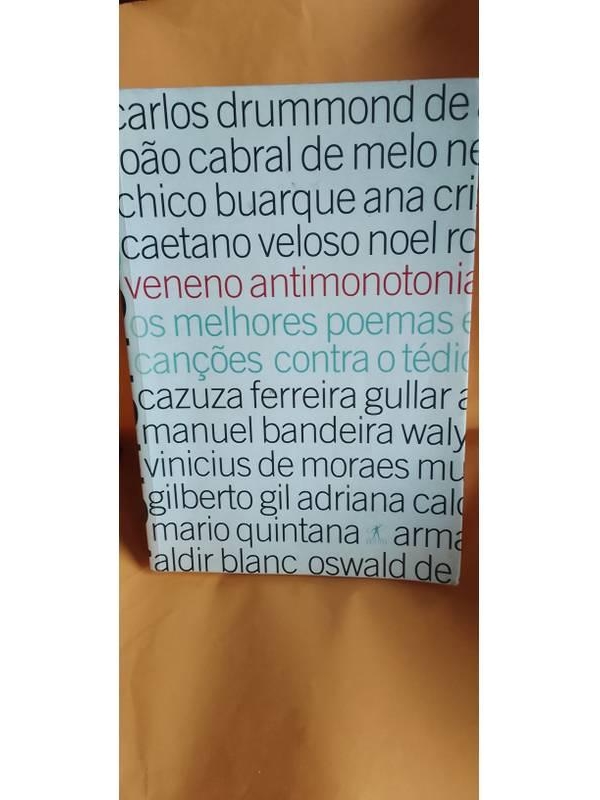 carlos drummond de
joão cabral de melo ne
chico buarque ana cri
caetano veloso noel ro
veneno antimonotonia
os melhores poemas e
canções contra o tédio
cazuza ferreira gullar a
manuel bandeira waly
vinicius de moraes mu
gilberto gil adriana calc
mario quintana arma
aldir blanc oswald de